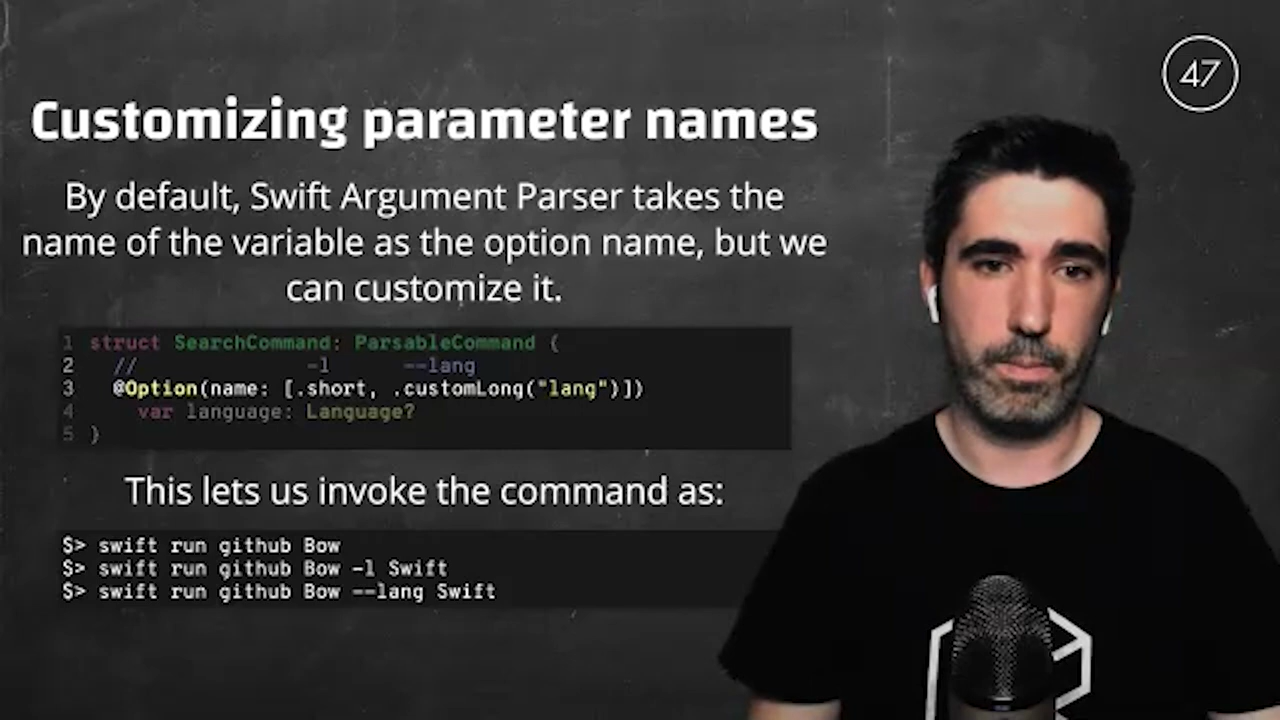 47
Customizing parameter names
By default, Swift Argument Parser takes the
name of the variable as the option name, but we
can customize it.
1 struct SearchCommand: ParsableCommand {
2 // -l --lang
3 @Option(name: [.short, .customLong("lang")])
4 var language: Language?
5 }
This lets us invoke the command as:
$> swift run github Bow
$> swift run github Bow -l Swift
$> swift run github Bow --lang Swift